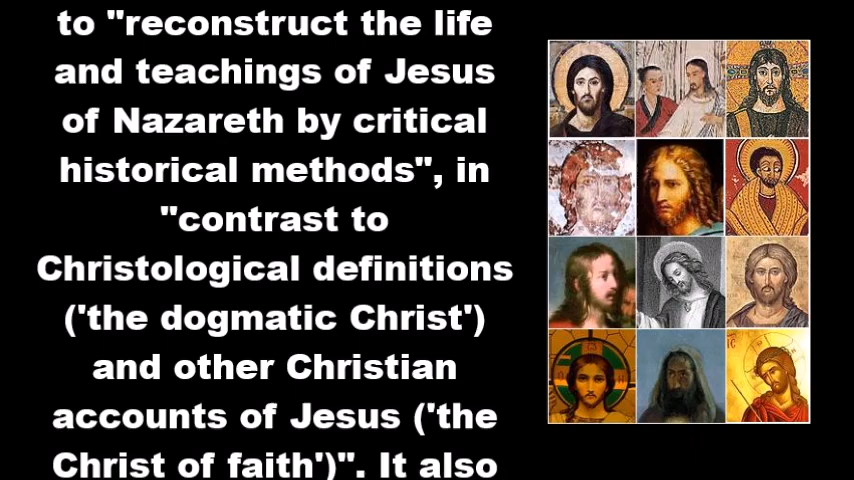 to "reconstruct the life
and teachings of Jesus
of Nazareth by critical
historical methods", in
"contrast to
Christological definitions
('the dogmatic Christ')
and other Christian
accounts of Jesus ('the
Christ of faith')". It also